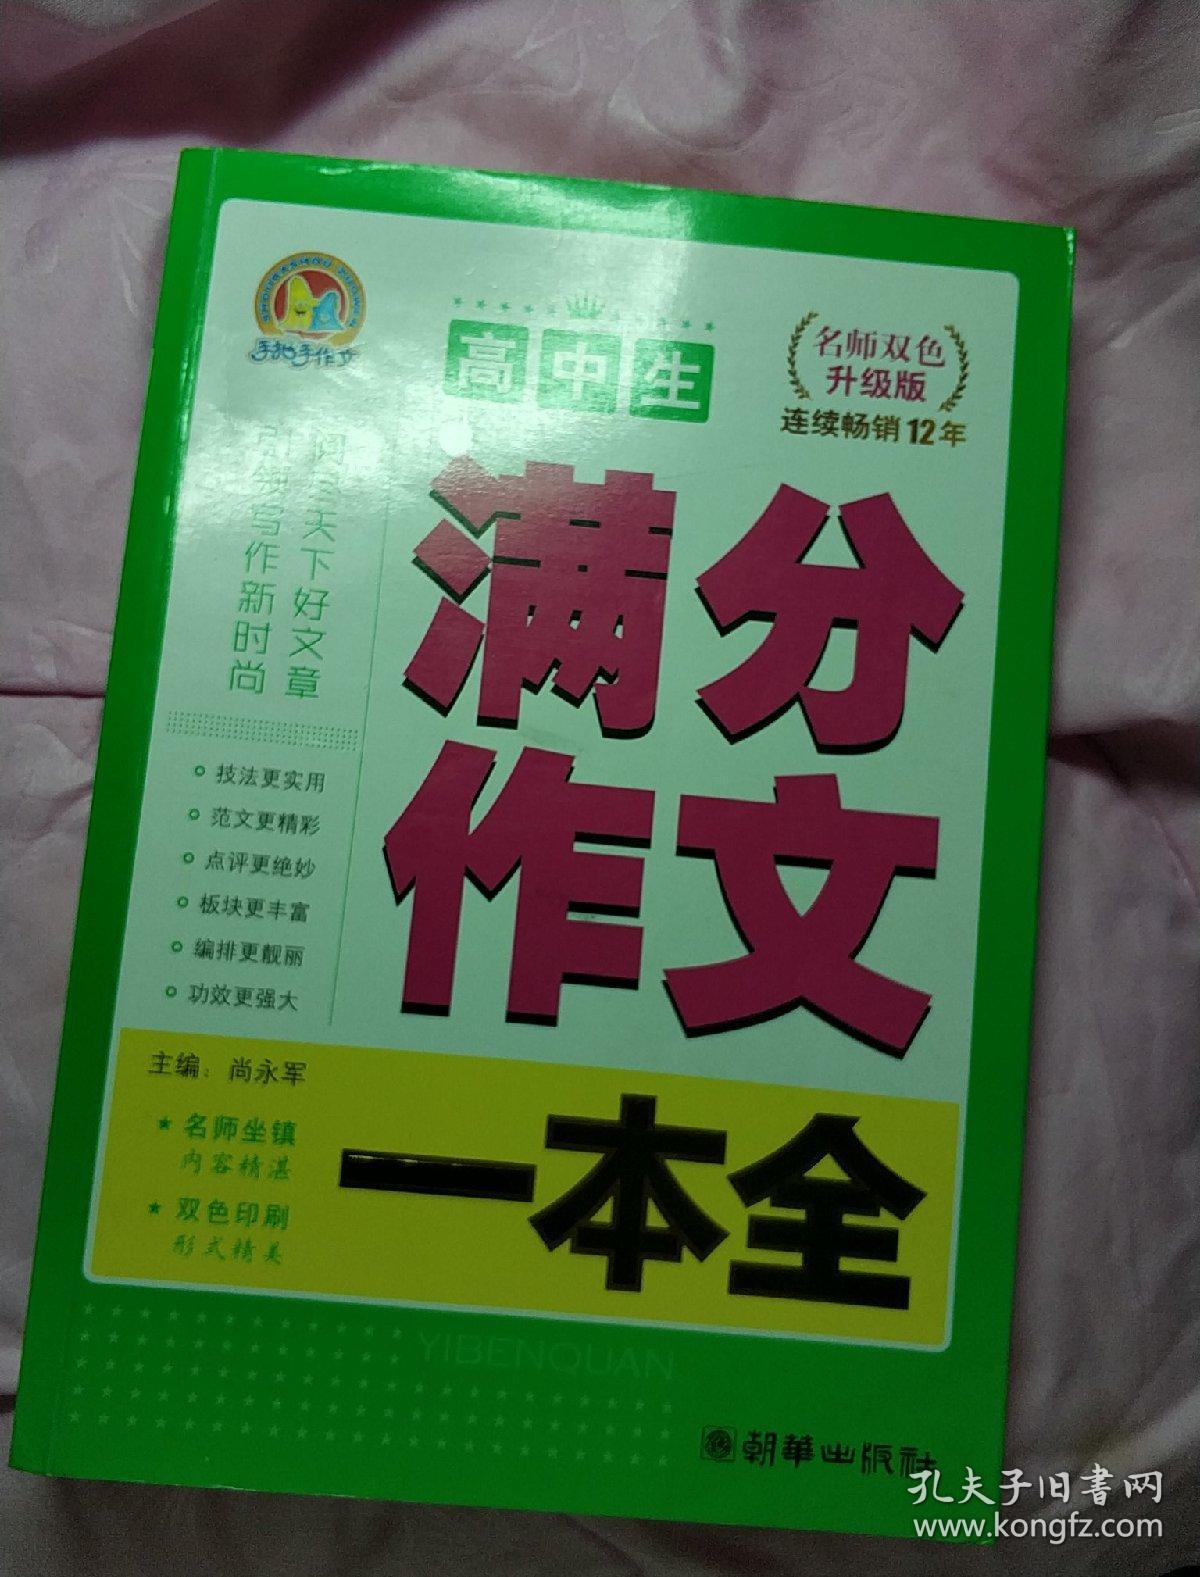 手把手作文
高中生
名师双色
升级版
连续畅销12年
阅尽天下好文章
引领写作新时尚
满分
作文
技法更实用
范文更精彩
点评更绝妙
板块更丰富
编排更靓丽
功效更强大
主编：尚永军
名师坐镇
内容精湛
双色印刷
形式精美
一本全
YIBENQUAN
朝華出版社
孔夫子旧书网
www.kongfz.com